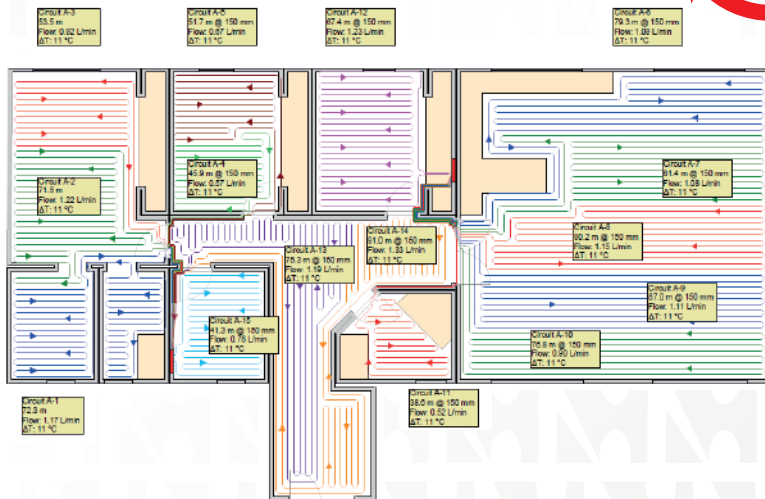 Circuit A-3
53.5 m
Flow: 0.92 L/min
ΔT: 11 °C
Circuit A-5
51.7 m @ 150 mm
Flow: 0.67 L/min
ΔT: 11 °C
Circuit A-12
67.4 m @ 150 mm
Flow: 1.23 L/min
ΔT: 11 °C
Circuit A-6
79.3 m @ 150 mm
Flow: 1.09 L/min
ΔT: 11 °C
Circuit A-4
45.9 m @ 150 mm
Flow: 0.57 L/min
ΔT: 11 °C
Circuit A-7
81.4 m @ 150 mm
Flow: 1.08 L/min
ΔT: 11 °C
Circuit A-2
71.8 m
Flow: 1.22 L/min
ΔT: 11 °C
Circuit A-14
81.0 m @ 150 mm
Flow: 1.33 L/min
ΔT: 11 °C
Circuit A-8
90.2 m @ 150 mm
Flow: 1.15 L/min
ΔT: 11 °C
Circuit A-13
75.3 m @ 150 mm
Flow: 1.19 L/min
ΔT: 11 °C
Circuit A-9
87.0 m @ 150 mm
Flow: 1.11 L/min
ΔT: 11 °C
Circuit A-15
41.3 m @ 150 mm
Flow: 0.78 L/min
ΔT: 11 °C
Circuit A-10
76.8 m @ 150 mm
Flow: 0.90 L/min
ΔT: 11 °C
Circuit A-1
72.3 m
Flow: 1.17 L/min
ΔT: 11 °C
Circuit A-11
38.6 m @ 150 mm
Flow: 0.52 L/min
ΔT: 11 °C